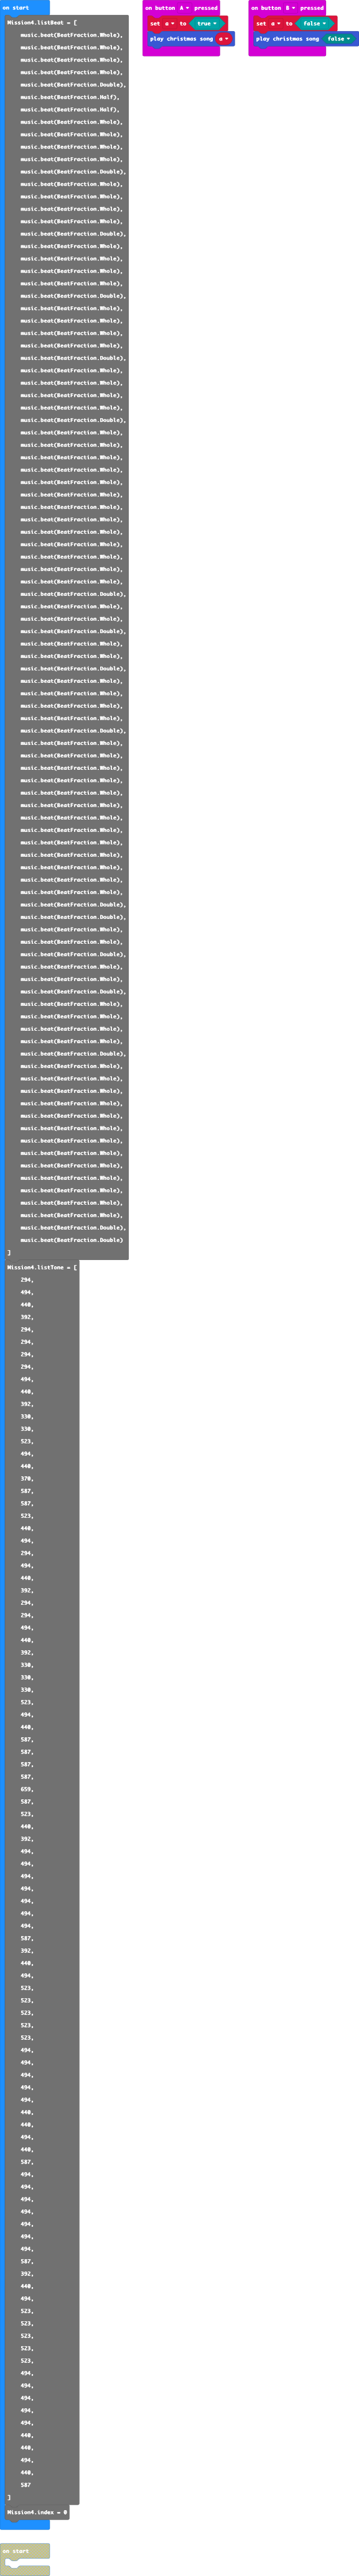 on start
Mission4.listBeat = [
music.beat(BeatFraction.Whole),
music.beat(BeatFraction.Whole),
music.beat(BeatFraction.Whole),
music.beat(BeatFraction.Whole),
music.beat(BeatFraction.Double),
music.beat(BeatFraction.Half),
music.beat(BeatFraction.Half),
music.beat(BeatFraction.Whole),
music.beat(BeatFraction.Whole),
music.beat(BeatFraction.Whole),
music.beat(BeatFraction.Whole),
music.beat(BeatFraction.Double),
music.beat(BeatFraction.Whole),
music.beat(BeatFraction.Whole),
music.beat(BeatFraction.Whole),
music.beat(BeatFraction.Whole),
music.beat(BeatFraction.Double),
music.beat(BeatFraction.Whole),
music.beat(BeatFraction.Whole),
music.beat(BeatFraction.Whole),
music.beat(BeatFraction.Whole),
music.beat(BeatFraction.Double),
music.beat(BeatFraction.Whole),
music.beat(BeatFraction.Whole),
music.beat(BeatFraction.Whole),
music.beat(BeatFraction.Whole),
music.beat(BeatFraction.Double),
music.beat(BeatFraction.Whole),
music.beat(BeatFraction.Whole),
music.beat(BeatFraction.Whole),
music.beat(BeatFraction.Whole),
music.beat(BeatFraction.Double),
music.beat(BeatFraction.Whole),
music.beat(BeatFraction.Whole),
music.beat(BeatFraction.Whole),
music.beat(BeatFraction.Whole),
music.beat(BeatFraction.Whole),
music.beat(BeatFraction.Whole),
music.beat(BeatFraction.Whole),
music.beat(BeatFraction.Whole),
music.beat(BeatFraction.Whole),
music.beat(BeatFraction.Whole),
music.beat(BeatFraction.Whole),
music.beat(BeatFraction.Whole),
music.beat(BeatFraction.Whole),
music.beat(BeatFraction.Double),
music.beat(BeatFraction.Whole),
music.beat(BeatFraction.Whole),
music.beat(BeatFraction.Double),
music.beat(BeatFraction.Whole),
music.beat(BeatFraction.Whole),
music.beat(BeatFraction.Double),
music.beat(BeatFraction.Whole),
music.beat(BeatFraction.Whole),
music.beat(BeatFraction.Whole),
music.beat(BeatFraction.Whole),
music.beat(BeatFraction.Double),
music.beat(BeatFraction.Whole),
music.beat(BeatFraction.Whole),
music.beat(BeatFraction.Whole),
music.beat(BeatFraction.Whole),
music.beat(BeatFraction.Whole),
music.beat(BeatFraction.Whole),
music.beat(BeatFraction.Whole),
music.beat(BeatFraction.Whole),
music.beat(BeatFraction.Whole),
music.beat(BeatFraction.Whole),
music.beat(BeatFraction.Whole),
music.beat(BeatFraction.Whole),
music.beat(BeatFraction.Whole),
music.beat(BeatFraction.Double),
music.beat(BeatFraction.Double),
music.beat(BeatFraction.Whole),
music.beat(BeatFraction.Whole),
music.beat(BeatFraction.Double),
music.beat(BeatFraction.Whole),
music.beat(BeatFraction.Whole),
music.beat(BeatFraction.Double),
music.beat(BeatFraction.Whole),
music.beat(BeatFraction.Whole),
music.beat(BeatFraction.Whole),
music.beat(BeatFraction.Whole),
music.beat(BeatFraction.Double),
music.beat(BeatFraction.Whole),
music.beat(BeatFraction.Whole),
music.beat(BeatFraction.Whole),
music.beat(BeatFraction.Whole),
music.beat(BeatFraction.Whole),
music.beat(BeatFraction.Whole),
music.beat(BeatFraction.Whole),
music.beat(BeatFraction.Whole),
music.beat(BeatFraction.Whole),
music.beat(BeatFraction.Whole),
music.beat(BeatFraction.Whole),
music.beat(BeatFraction.Whole),
music.beat(BeatFraction.Whole),
music.beat(BeatFraction.Double),
music.beat(BeatFraction.Double)
]
Mission4.listTone = [
294,
494,
440,
392,
294,
294,
294,
294,
494,
440,
392,
330,
330,
523,
494,
440,
370,
587,
587,
523,
440,
494,
294,
494,
440,
392,
294,
294,
494,
440,
392,
330,
330,
330,
523,
494,
440,
587,
587,
587,
587,
659,
587,
523,
440,
392,
494,
494,
494,
494,
494,
494,
494,
587,
392,
440,
494,
523,
523,
523,
523,
523,
494,
494,
494,
494,
494,
440,
440,
494,
440,
587,
494,
494,
494,
494,
494,
494,
494,
587,
392,
440,
494,
523,
523,
523,
523,
523,
494,
494,
494,
494,
494,
440,
440,
494,
440,
587
]
Mission4.index = 0
on start
on button A pressed
set a to true
play christmas song a
on button B pressed
set a to false
play christmas song false